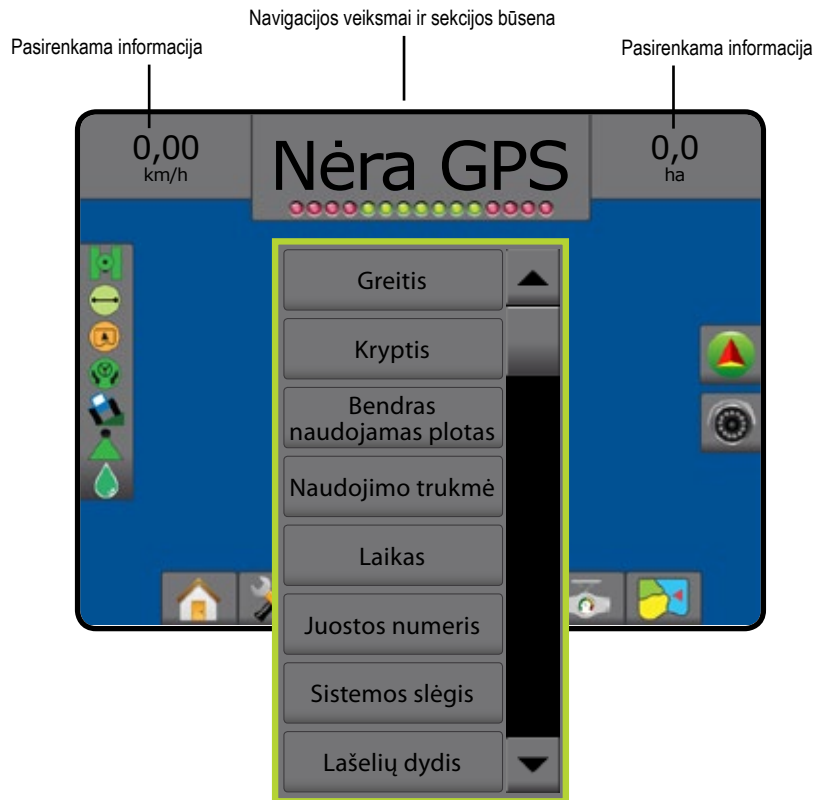 Navigacijos veiksmai ir sekcijos būsena
Pasirenkama informacija
Pasirenkama informacija
0,00
km/h
Nėra GPS
0,0
ha
Greitis
Kryptis
Bendras
naudojamas plotas
Naudojimo trukmė
Laikas
Juostos numeris
Sistemos slėgis
Lašelių dydis